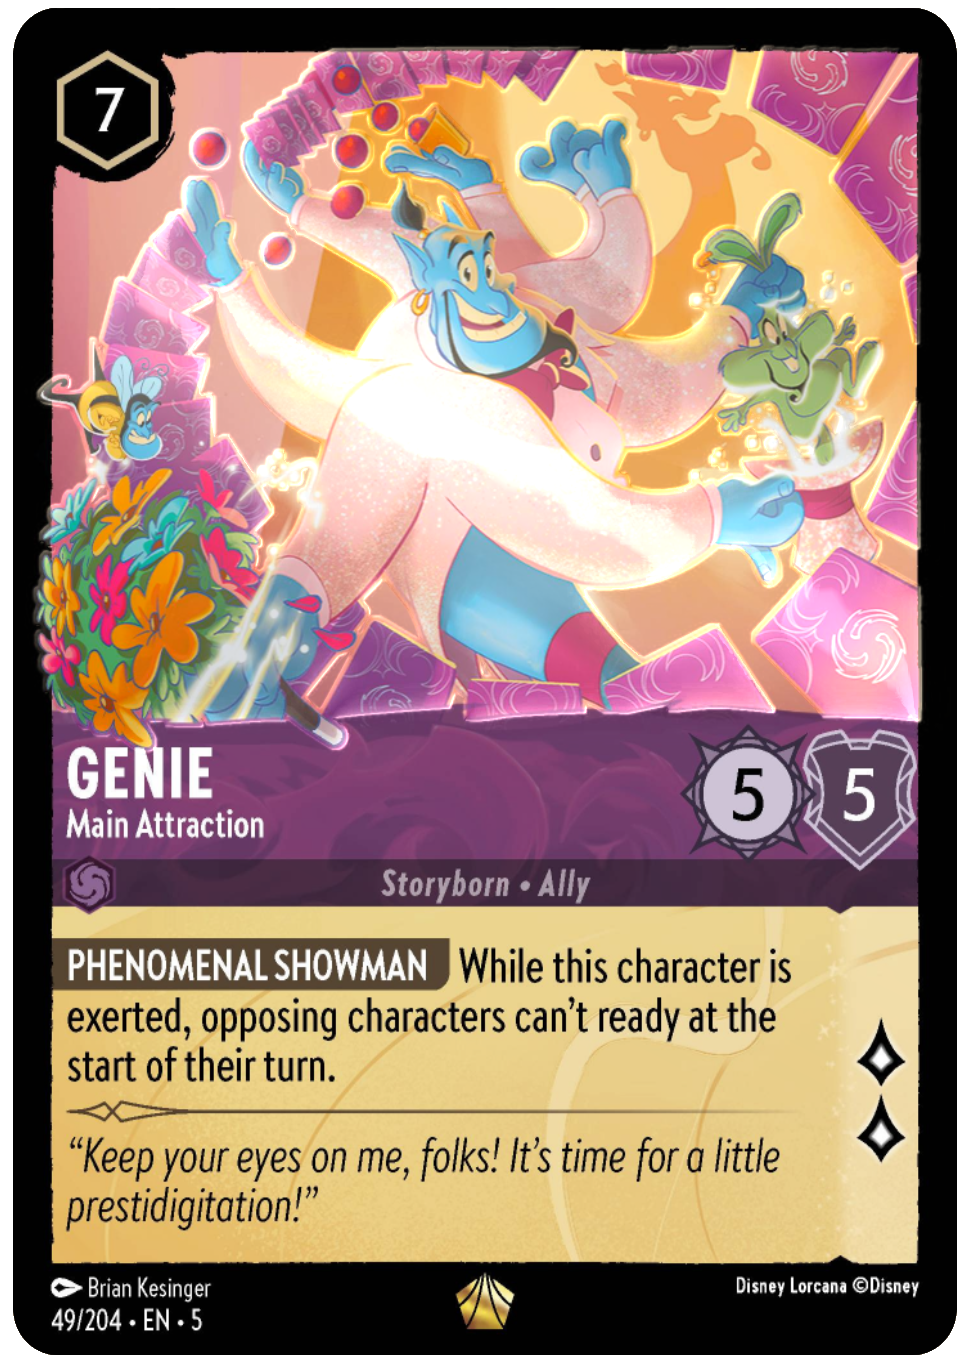 7
GENIE
Main Attraction
5
5
Storyborn • Ally
PHENOMENAL SHOWMAN While this character is
exerted, opposing characters can't ready at the
start of their turn.
“Keep your eyes on me, folks! It's time for a little
prestidigitation!”
Brian Kesinger
49/204 • EN • 5
Disney Lorcana ©Disney